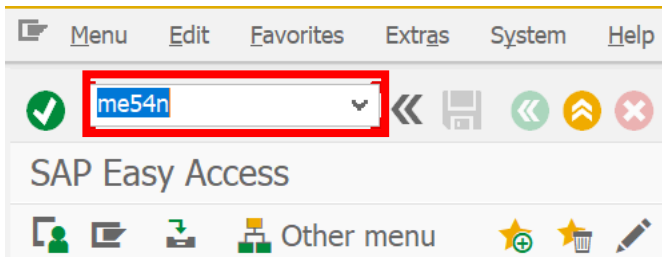 Menu Edit Favorites Extras System Help
me54n
SAP Easy Access
Other menu